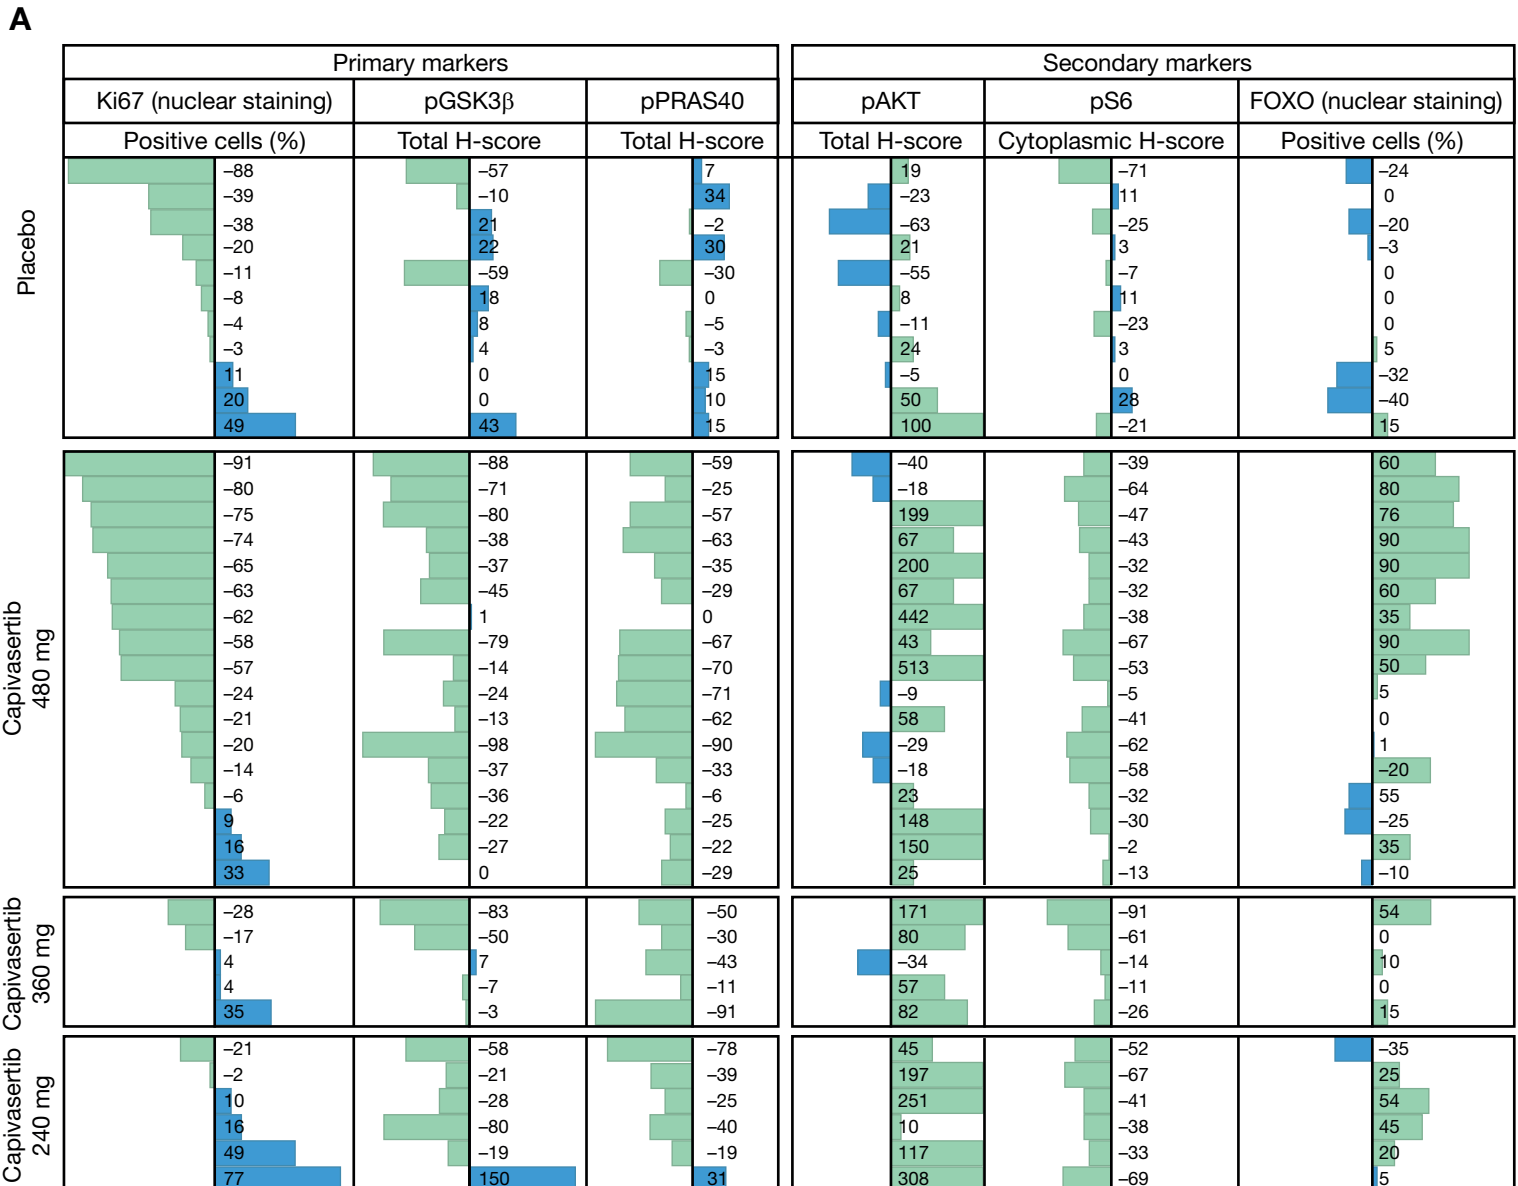 A
Primary markers Secondary markers
Ki67 (nuclear staining) pGSK3β pPRAS40 pAKT pS6 FOXO (nuclear staining)
Positive cells (%) Total H-score Total H-score Total H-score Cytoplasmic H-score Positive cells (%)
Placebo
–88 –57 7 19 –71 –24
–39 –10 34 –23 11 0
–38 21 –2 –63 –25 –20
–20 22 30 21 3 –3
–11 –59 –30 –55 –7 0
–8 18 0 8 11 0
–4 8 –5 –11 –23 0
–3 4 –3 24 3 5
11 0 15 –5 0 –32
20 0 10 50 28 –40
49 43 15 100 –21 15
Capivasertib
480 mg
–91 –88 –59 –40 –39 60
–80 –71 –25 –18 –64 80
–75 –80 –57 199 –47 76
–74 –38 –63 67 –43 90
–65 –37 –35 200 –32 90
–63 –45 –29 67 –32 60
–62 1 0 442 –38 35
–58 –79 –67 43 –67 90
–57 –14 –70 513 –53 50
–24 –24 –71 –9 –5 5
–21 –13 –62 58 –41 0
–20 –98 –90 –29 –62 1
–14 –37 –33 –18 –58 –20
–6 –36 –6 23 –32 55
9 –22 –25 148 –30 –25
16 –27 –22 150 –2 35
33 0 –29 25 –13 –10
Capivasertib
360 mg
–28 –83 –50 171 –91 54
–17 –50 –30 80 –61 0
4 7 –43 –34 –14 10
4 –7 –11 57 –11 0
35 –3 –91 82 –26 15
Capivasertib
240 mg
–21 –58 –78 45 –52 –35
–2 –21 –39 197 –67 25
10 –28 –25 251 –41 54
16 –80 –40 10 –38 45
49 –19 –19 117 –33 20
77 150 31 308 –69 5